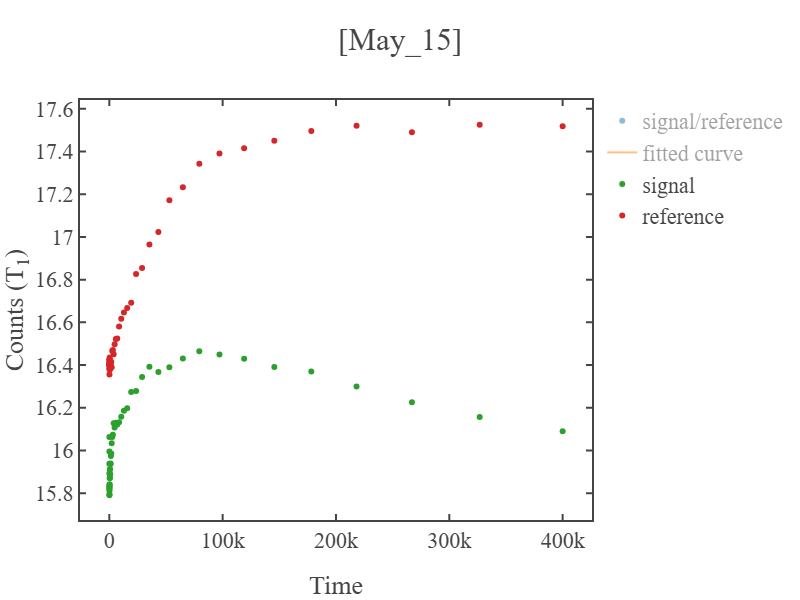 [May_15]
17.6
17.4
17.2
17
16.8
16.6
16.4
16.2
16
15.8
Counts (T1)
0 100k 200k 300k 400k
Time
signal/reference
fitted curve
signal
reference